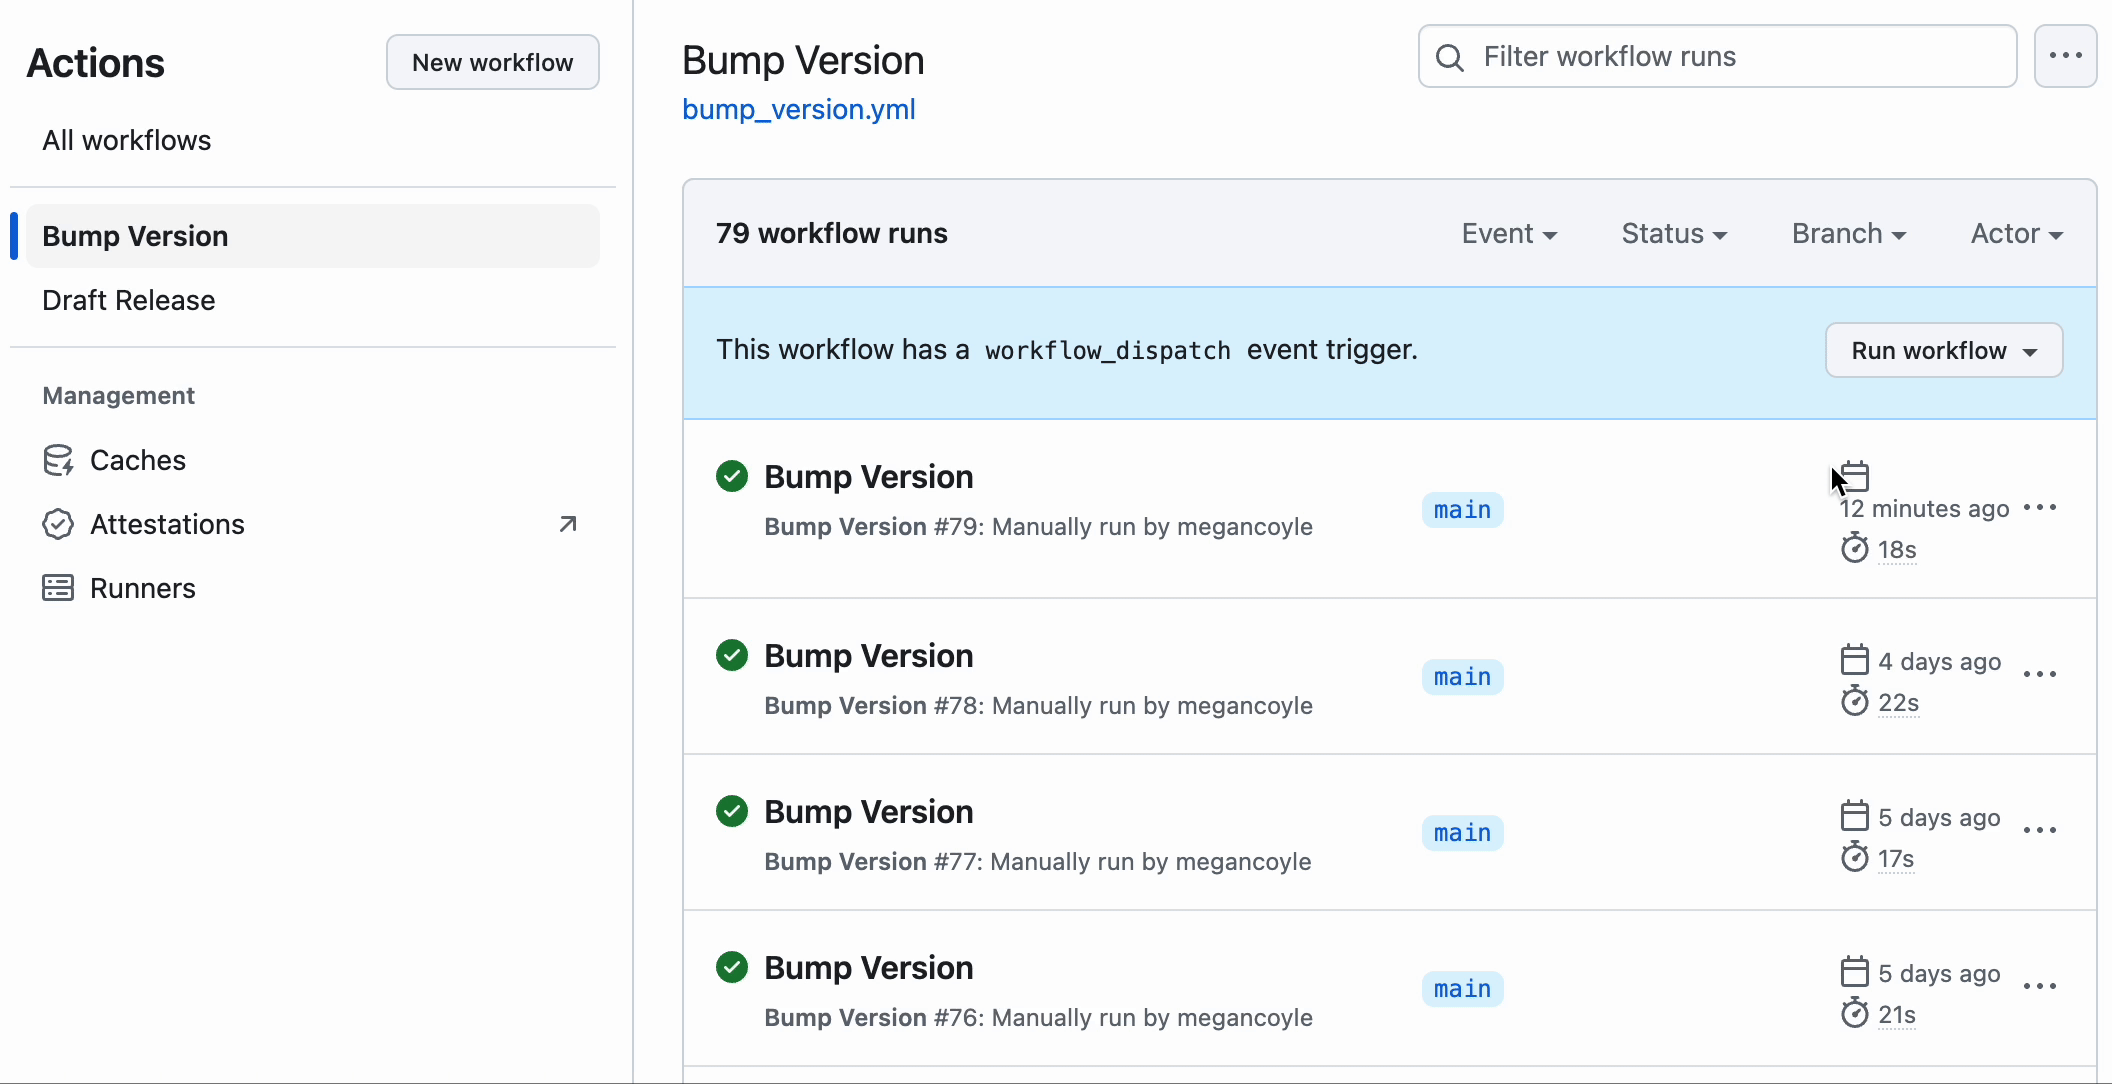 Actions
New workflow
All workflows
Bump Version
Draft Release
Management
Caches
Attestations
Runners
Bump Version
bump_version.yml
Filter workflow runs
79 workflow runs
Event
Status
Branch
Actor
This workflow has a workflow_dispatch event trigger.
Run workflow
Bump Version
Bump Version #79: Manually run by megancoyle
main
12 minutes ago
18s
Bump Version
Bump Version #78: Manually run by megancoyle
main
4 days ago
22s
Bump Version
Bump Version #77: Manually run by megancoyle
main
5 days ago
17s
Bump Version
Bump Version #76: Manually run by megancoyle
main
5 days ago
21s